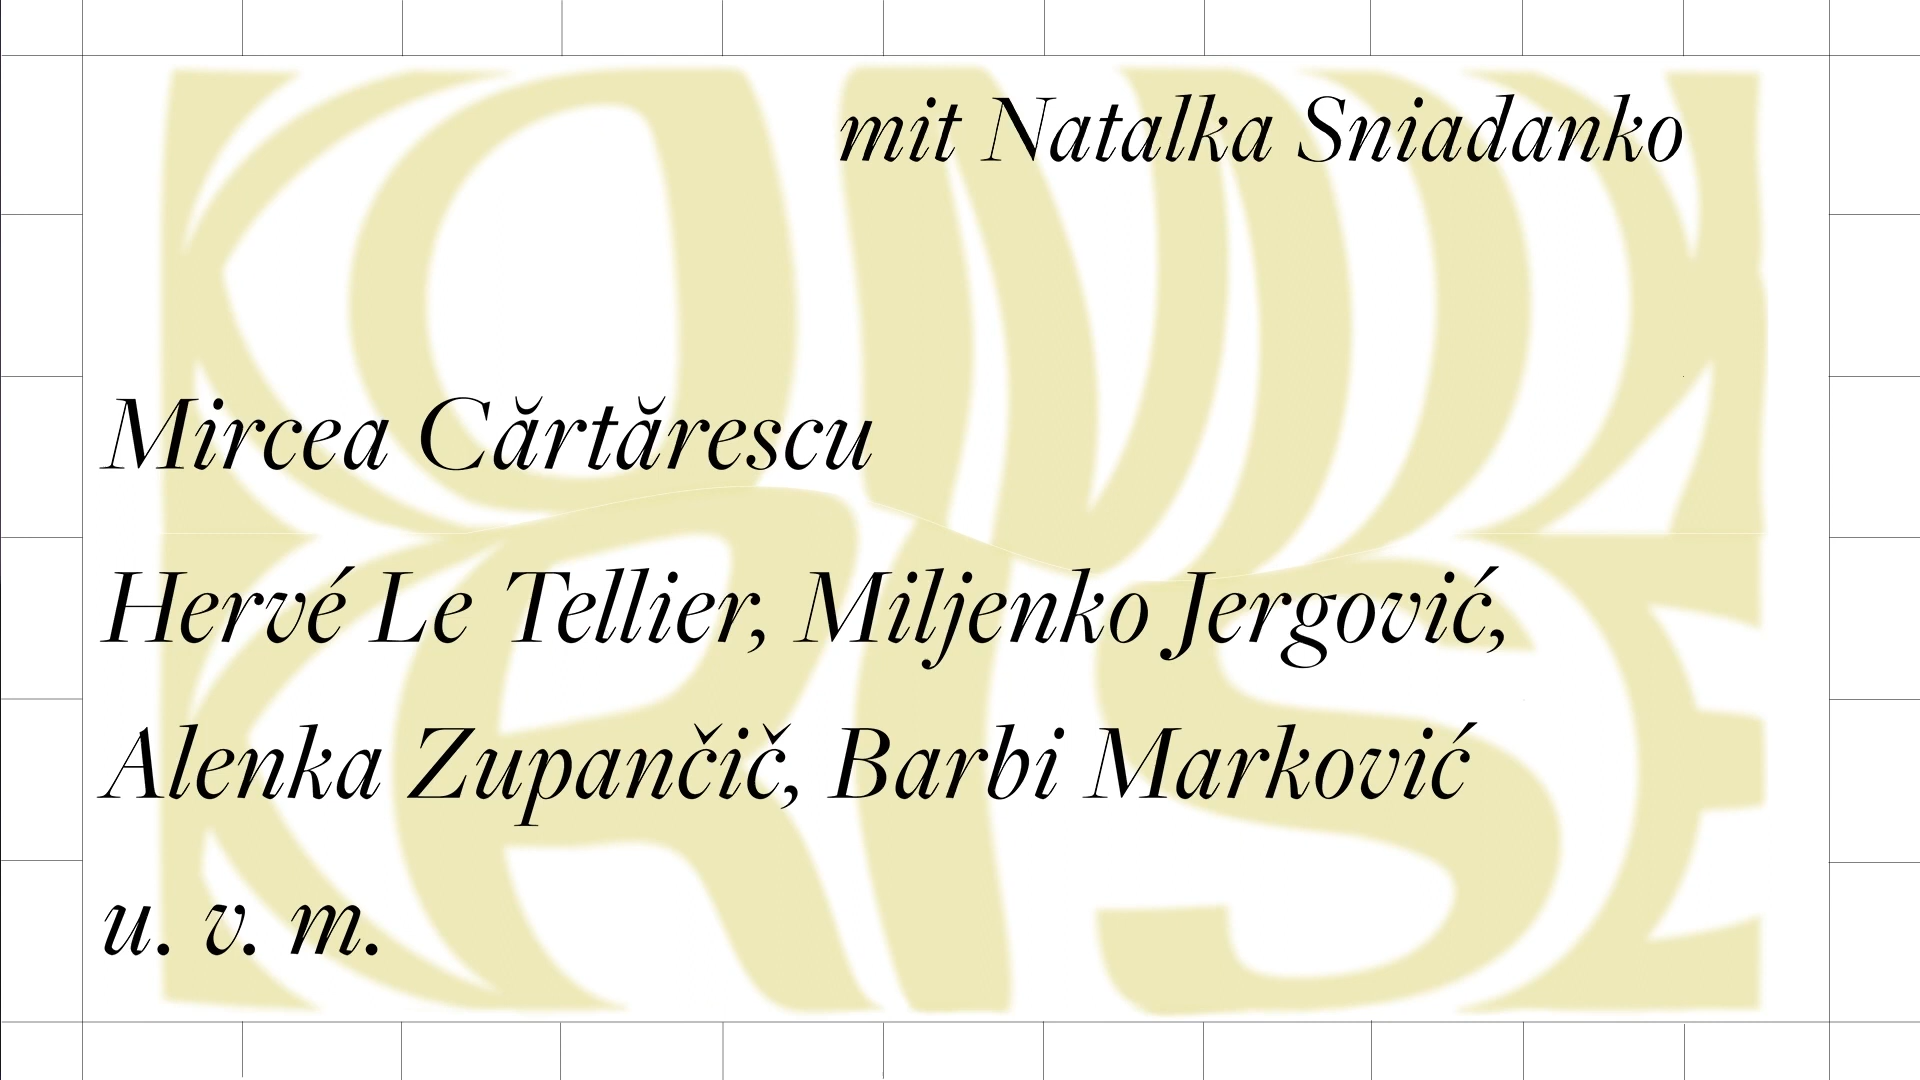 mit Natalka Sniadanko
Mircea Cărtărescu
Hervé Le Tellier, Miljenko Jergović,
Alenka Zupančič, Barbi Marković
u. v. m.